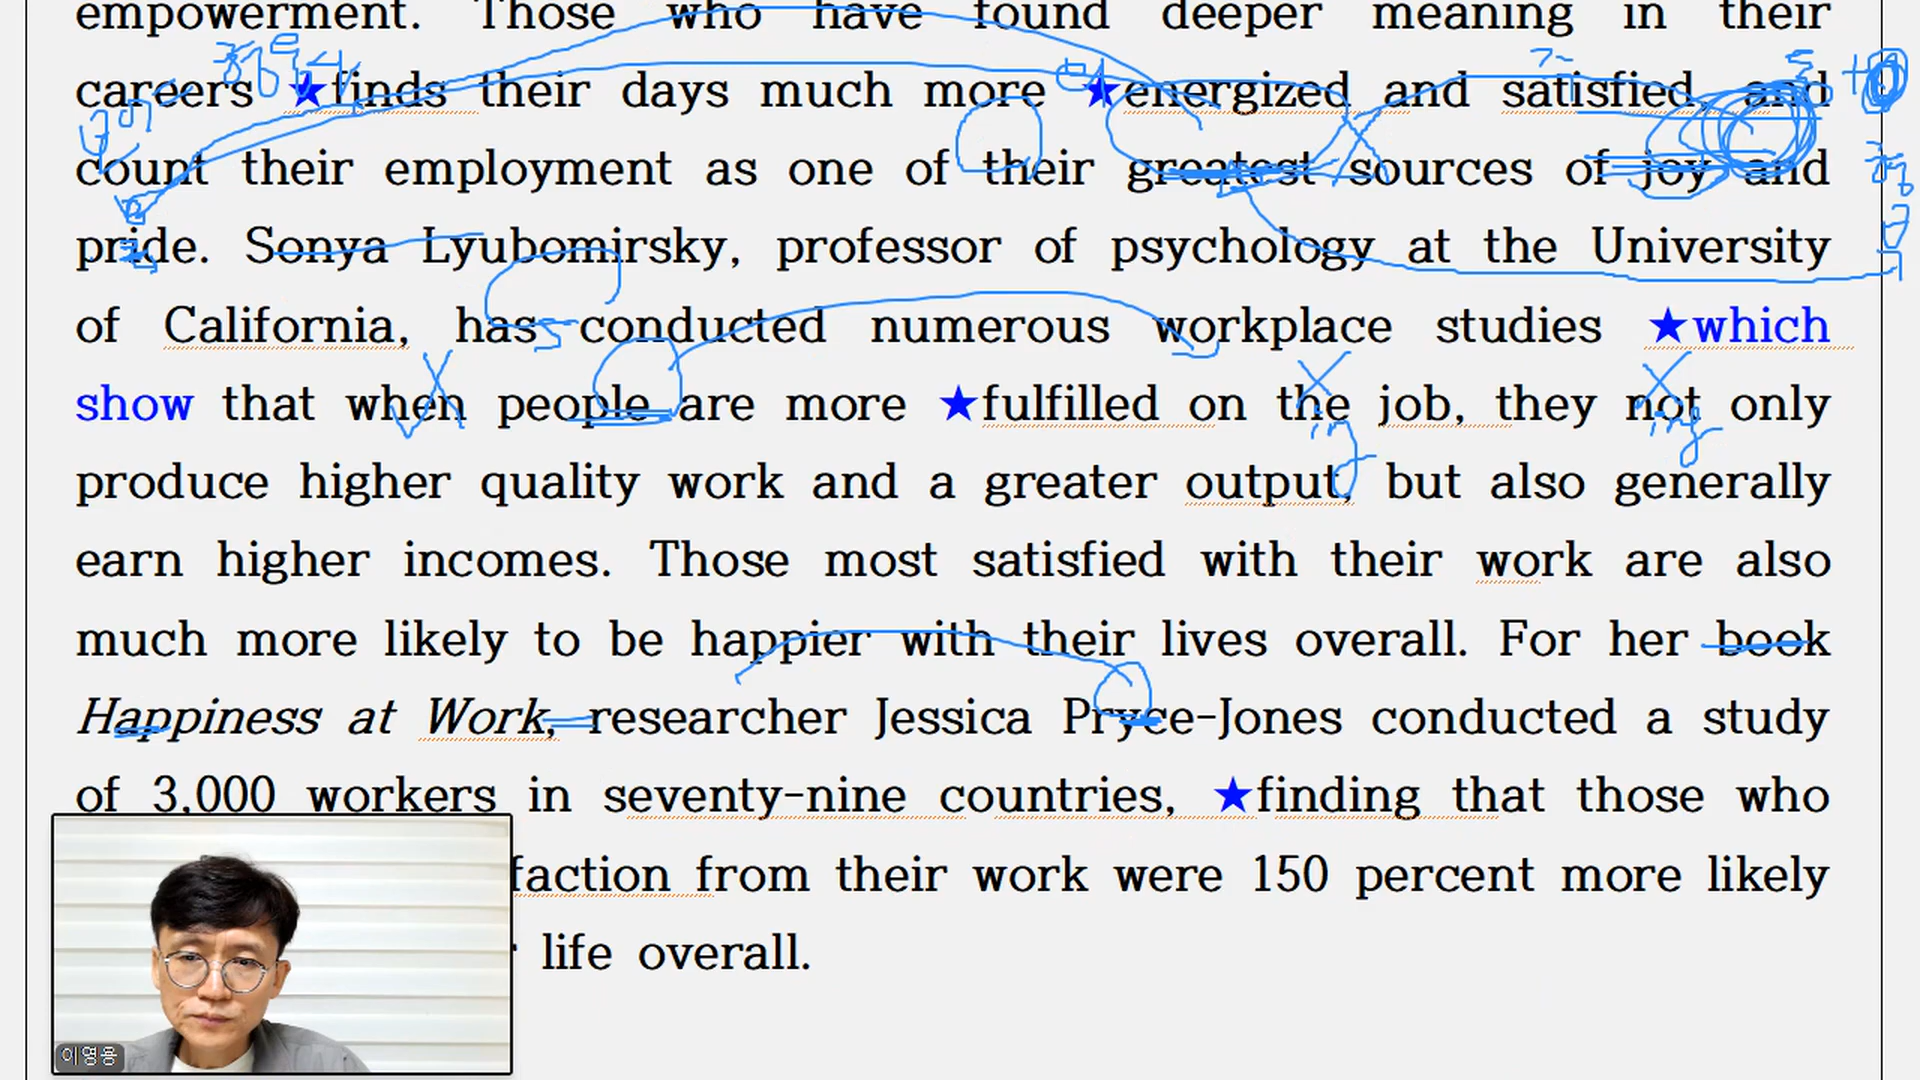 empowerment. Those who have found deeper meaning in their
careers ★finds their days much more ★energized and satisfied, and
count their employment as one of their greatest sources of joy and
pride. Sonya Lyubomirsky, professor of psychology at the University
of California, has conducted numerous workplace studies ★which
show that when people are more ★fulfilled on the job, they not only
produce higher quality work and a greater output, but also generally
earn higher incomes. Those most satisfied with their work are also
much more likely to be happier with their lives overall. For her book
Happiness at Work, researcher Jessica Pryce-Jones conducted a study
of 3,000 workers in seventy-nine countries, ★finding that those who
faction from their work were 150 percent more likely
life overall.
ing
ing
이영용